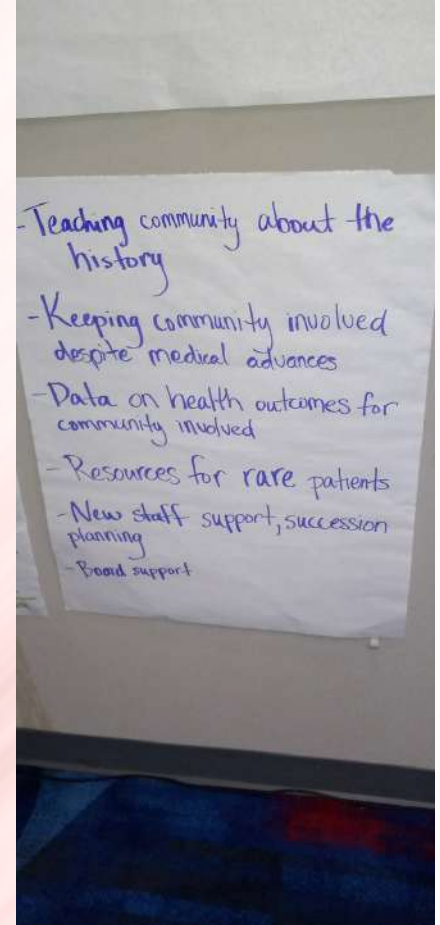 - Teaching community about the
history
- Keeping community involved
despite medical advances
- Data on health outcomes for
community involved
- Resources for rare patients
- New staff support, succession
planning
- Board support